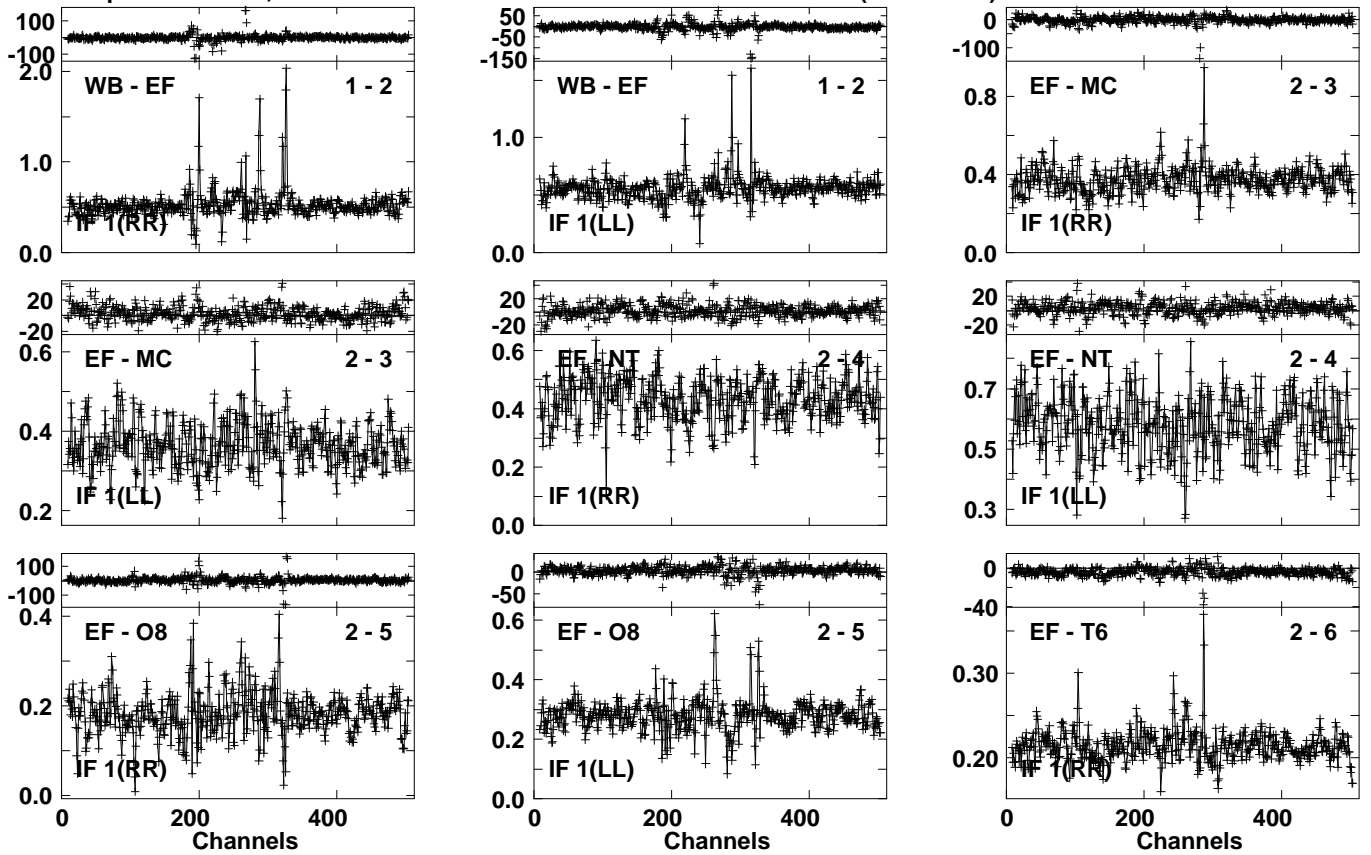 100
-100
WB - EF 1 - 2
2.0
1.0
0.0
IF 1(RR)
50
-50
-150
WB - EF 1 - 2
1.0
0.0
IF 1(LL)
0
-100
EF - MC 2 - 3
0.8
0.4
0.0
IF 1(RR)
20
-20
EF - MC 2 - 3
0.6
0.4
0.2
IF 1(LL)
20
-20
EF - NT 2 - 4
0.6
0.4
0.2
0.0
IF 1(RR)
20
-20
EF - NT 2 - 4
0.7
0.5
0.3
IF 1(LL)
100
-100
EF - O8 2 - 5
0.4
0.2
0.0
IF 1(RR)
0 200 400
Channels
0
-50
EF - O8 2 - 5
0.6
0.4
0.2
0.0
IF 1(LL)
0 200 400
Channels
0
-40
EF - T6 2 - 6
0.30
0.20
IF 1(RR)
0 200 400
Channels